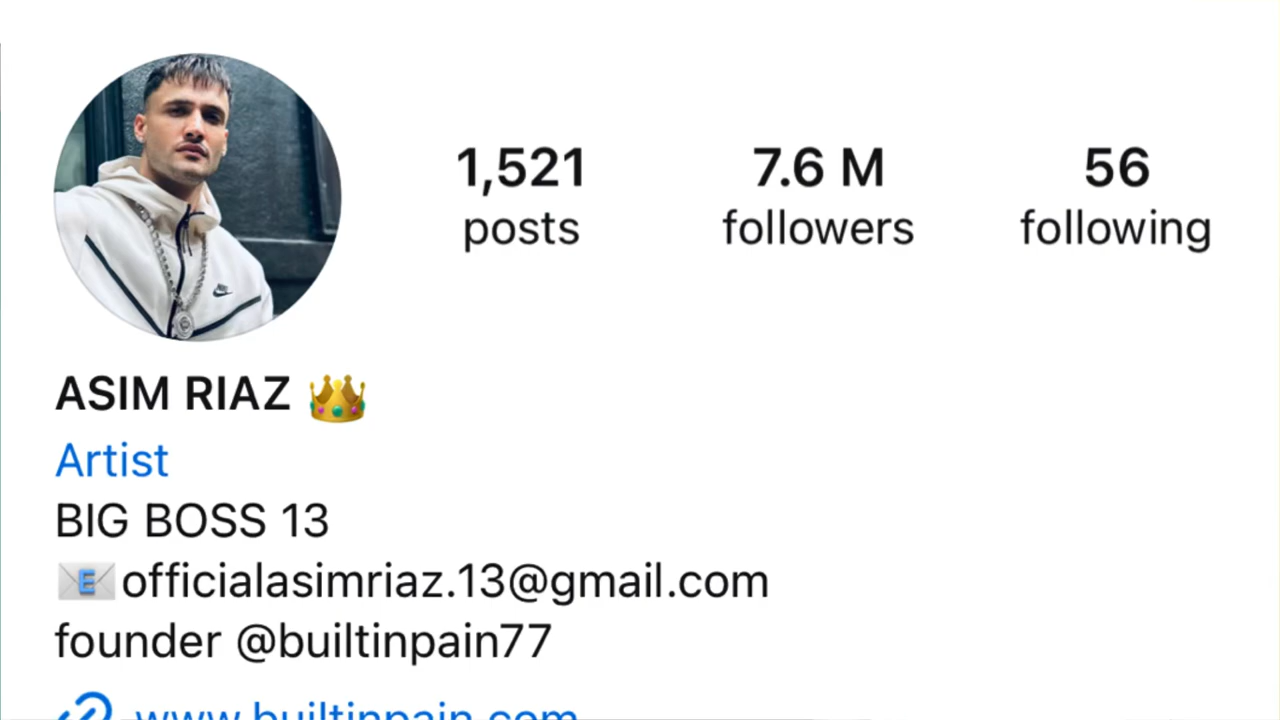 1,521 7.6 M 56
posts followers following
ASIM RIAZ 👑
Artist
BIG BOSS 13
📧officialasimriaz.13@gmail.com
founder @builtinpain77
www.builtinpain.com